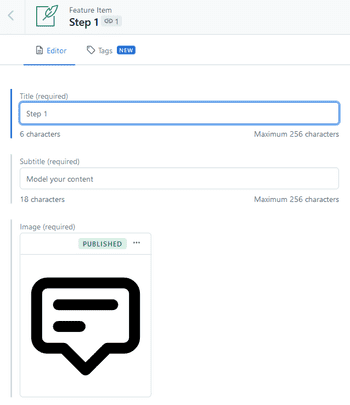 Feature Item
Step 1 1
Editor Tags NEW
Title (required)
Step 1
6 characters Maximum 256 characters
Subtitle (required)
Model your content
18 characters Maximum 256 characters
Image (required)
PUBLISHED